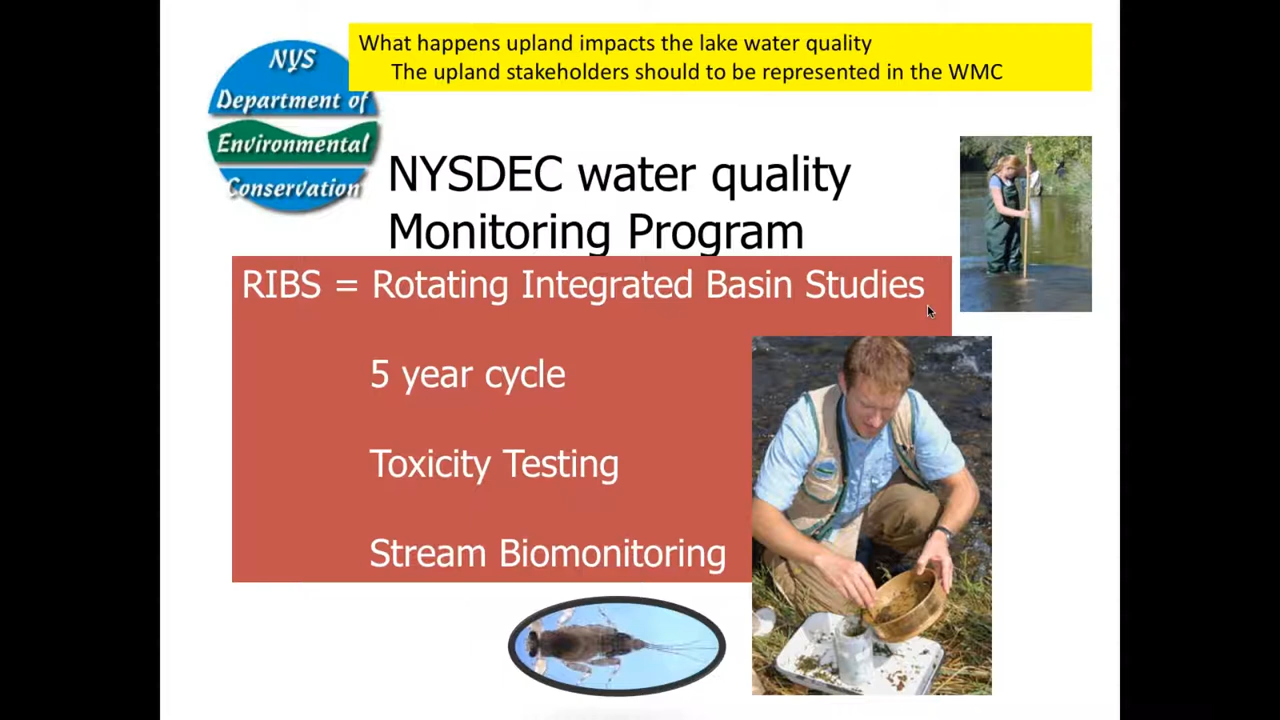 What happens upland impacts the lake water quality
The upland stakeholders should to be represented in the WMC
NYS
Department of
Environmental
Conservation
NYSDEC water quality
Monitoring Program
RIBS = Rotating Integrated Basin Studies
5 year cycle
Toxicity Testing
Stream Biomonitoring